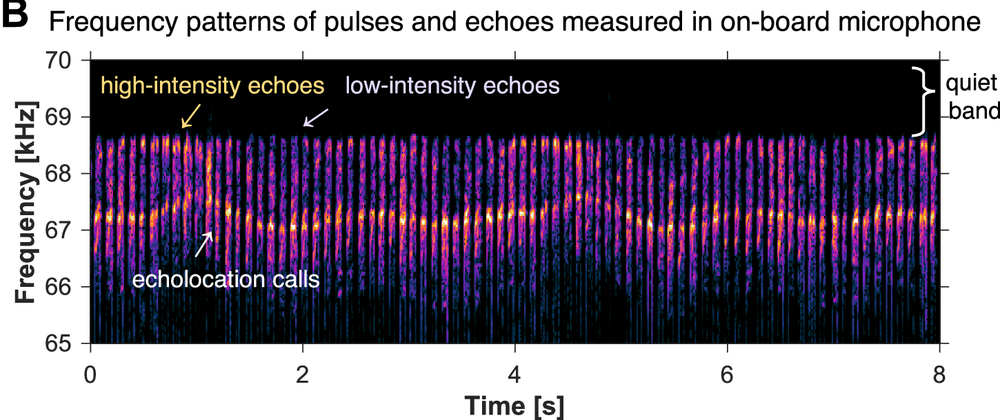 B Frequency patterns of pulses and echoes measured in on-board microphone
70
high-intensity echoes low-intensity echoes
quiet
band
69
68
67
echolocation calls
66
65
Frequency [kHz]
0 2 4 6 8
Time [s]